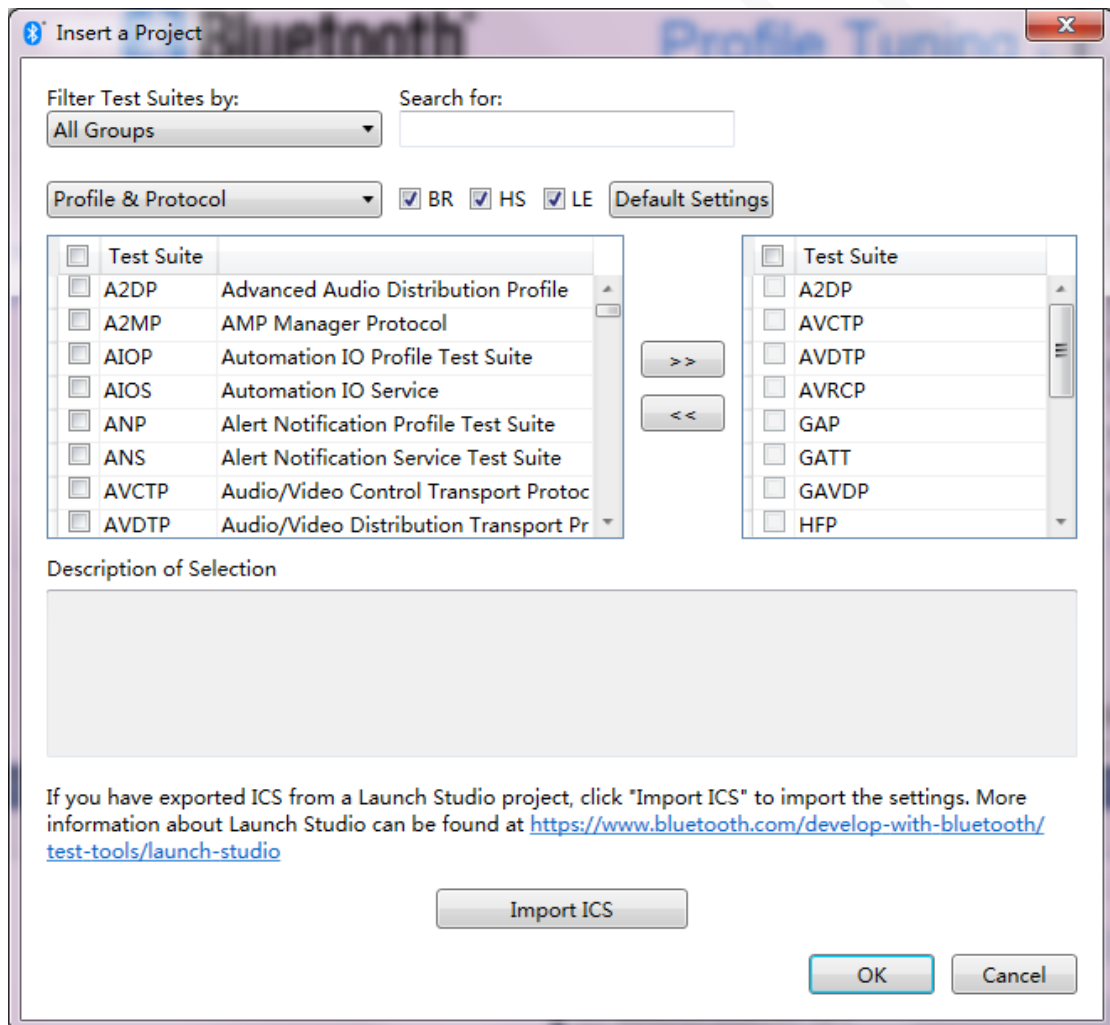 Insert a Project
Bluetooth
Profile Tuning
Filter Test Suites by:
Search for:
All Groups
Profile & Protocol
BR
HS
LE
Default Settings
Test Suite
A2DP Advanced Audio Distribution Profile
A2MP AMP Manager Protocol
AIOP Automation IO Profile Test Suite
AIOS Automation IO Service
ANP Alert Notification Profile Test Suite
ANS Alert Notification Service Test Suite
AVCTP Audio/Video Control Transport Protoc
AVDTP Audio/Video Distribution Transport Pr
>>
<<
Test Suite
A2DP
AVCTP
AVDTP
AVRCP
GAP
GATT
GAVDP
HFP
Description of Selection
If you have exported ICS from a Launch Studio project, click "Import ICS" to import the settings. More
information about Launch Studio can be found at https://www.bluetooth.com/develop-with-bluetooth/
test-tools/launch-studio
Import ICS
OK
Cancel